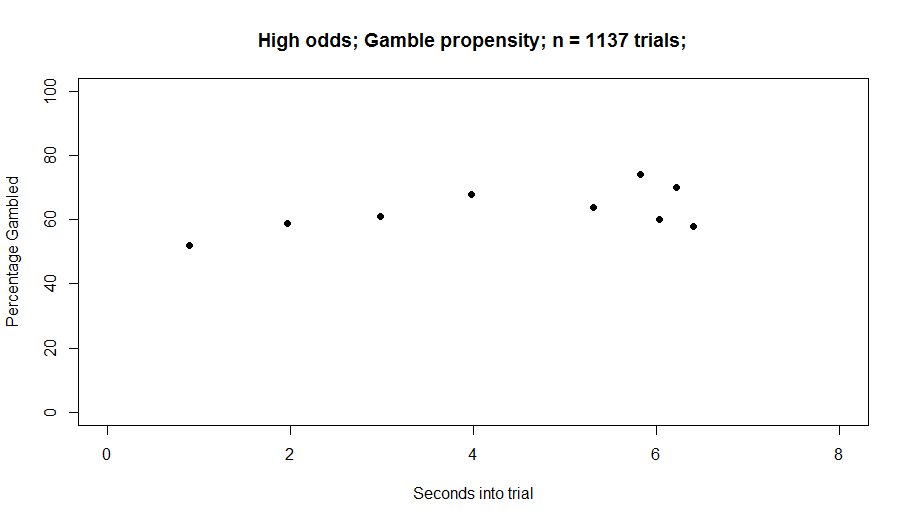 High odds; Gamble propensity; n = 1137 trials;
Percentage Gambled
100
80
60
40
20
0
0 2 4 6 8
Seconds into trial